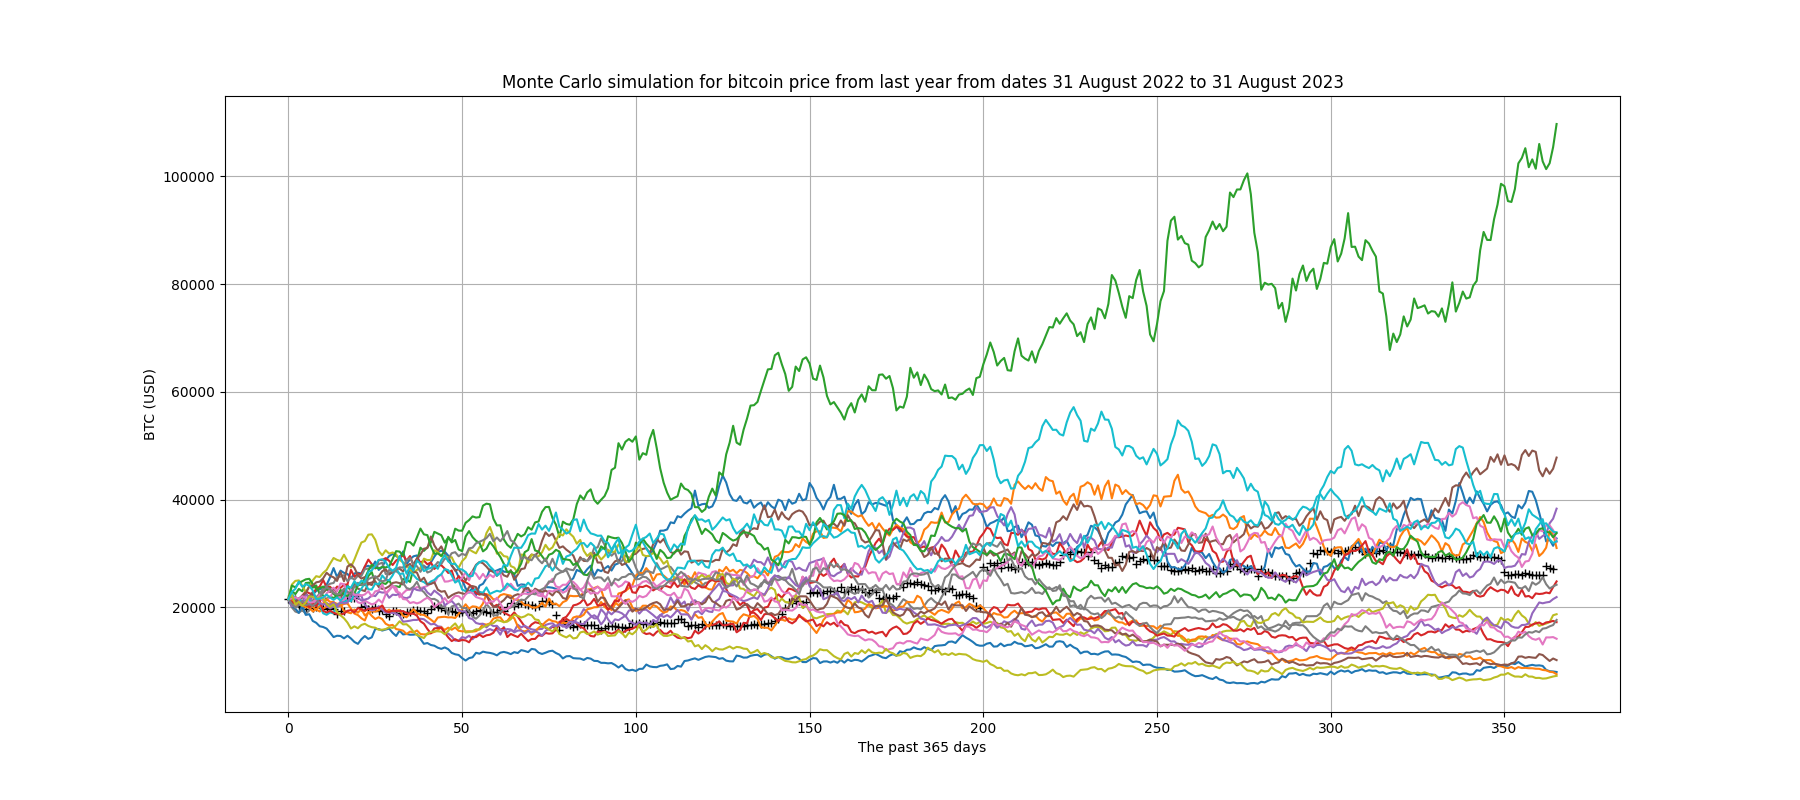 Monte Carlo simulation for bitcoin price from last year from dates 31 August 2022 to 31 August 2023
100000
80000
60000
40000
20000
BTC (USD)
0 50 100 150 200 250 300 350
The past 365 days